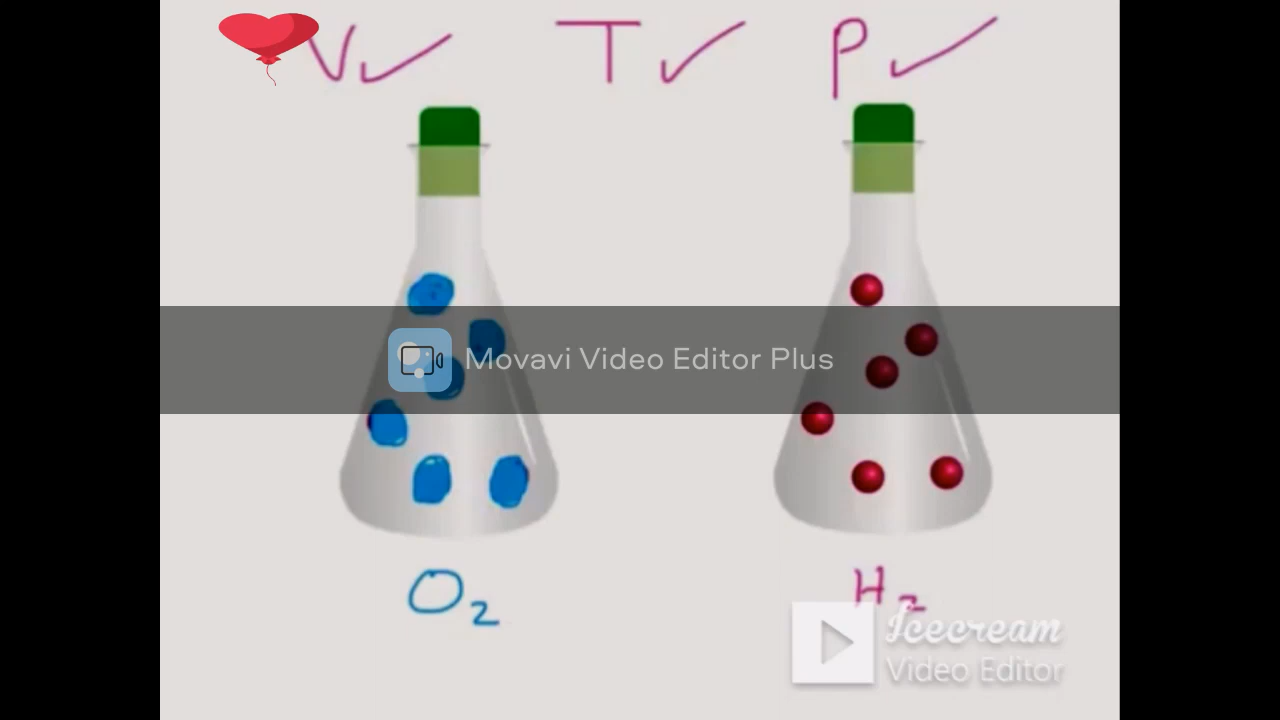 V✓ T✓ P✓
Movavi Video Editor Plus
O₂ H₂
Icecream
Video Editor